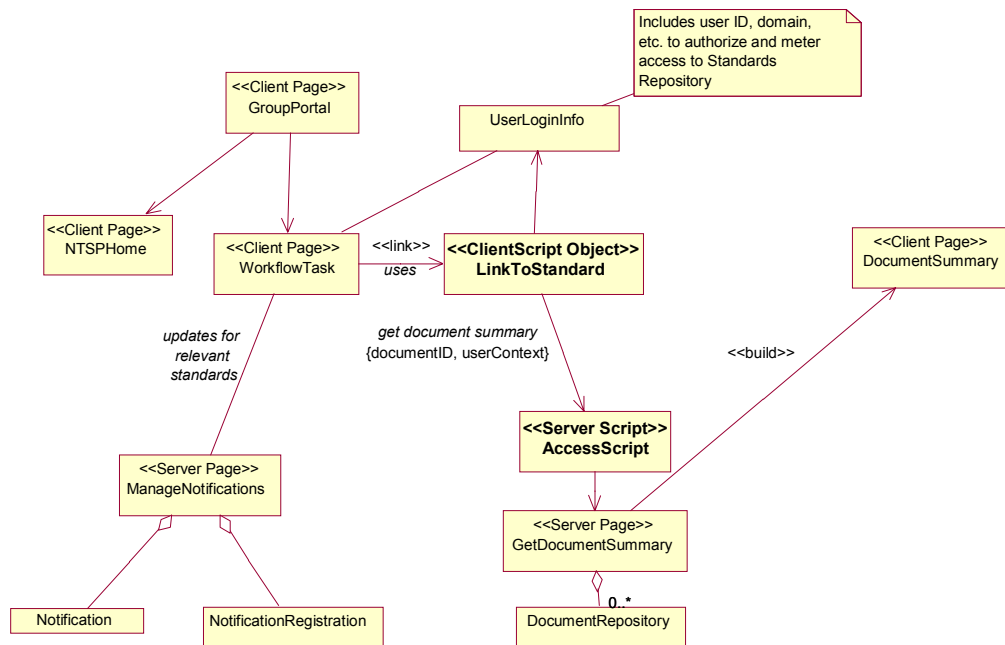 Includes user ID, domain,
etc. to authorize and meter
access to Standards
Repository
<<Client Page>>
GroupPortal
UserLoginInfo
<<Client Page>>
NTSPHome
<<Client Page>>
WorkflowTask
<<link>>
uses
<<ClientScript Object>>
LinkToStandard
<<Client Page>>
DocumentSummary
updates for
relevant
standards
get document summary
{documentID, userContext}
<<build>>
<<Server Script>>
AccessScript
<<Server Page>>
ManageNotifications
<<Server Page>>
GetDocumentSummary
0..*
Notification
NotificationRegistration
DocumentRepository